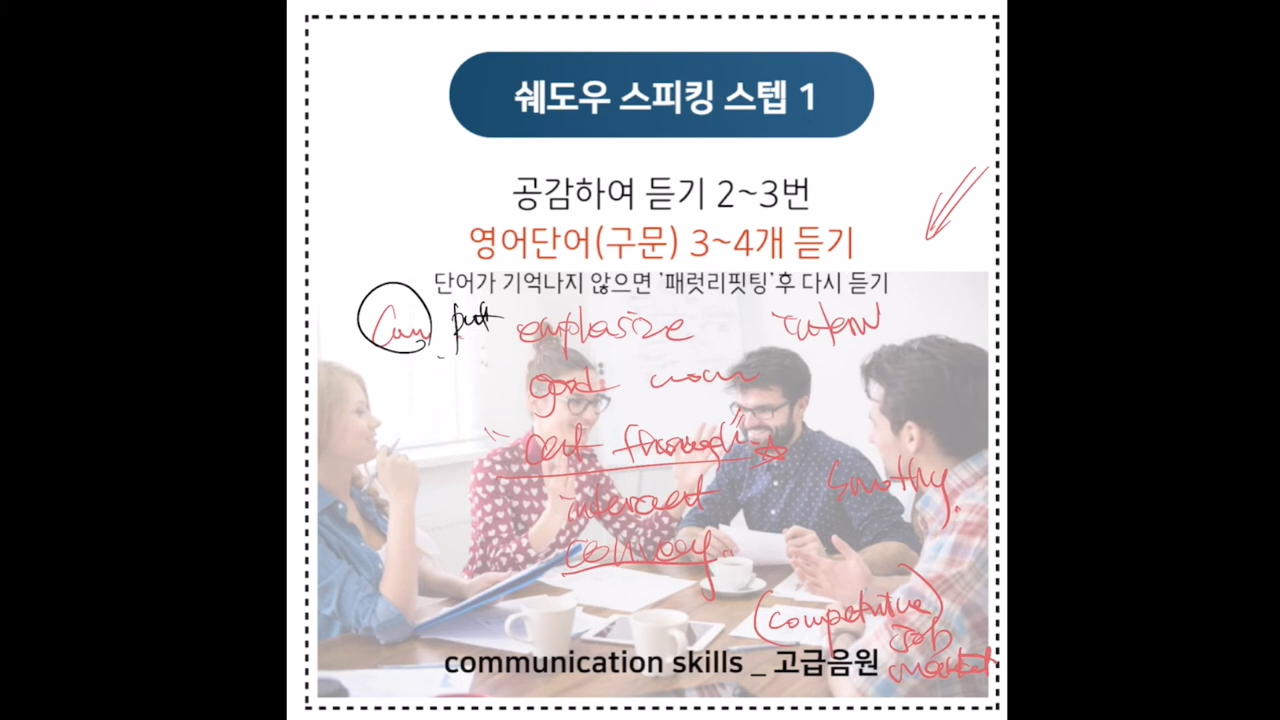 쉐도우 스피킹 스텝 1
공감하여 듣기 2~3번
영어단어(구문) 3~4개 듣기
단어가 기억나지 않으면 '패럿리핏팅'후 다시 듣기
emphasize
good
"cut through"
smothly
interact
convey
(competitive)
Job
market
communication skills _ 고급음원